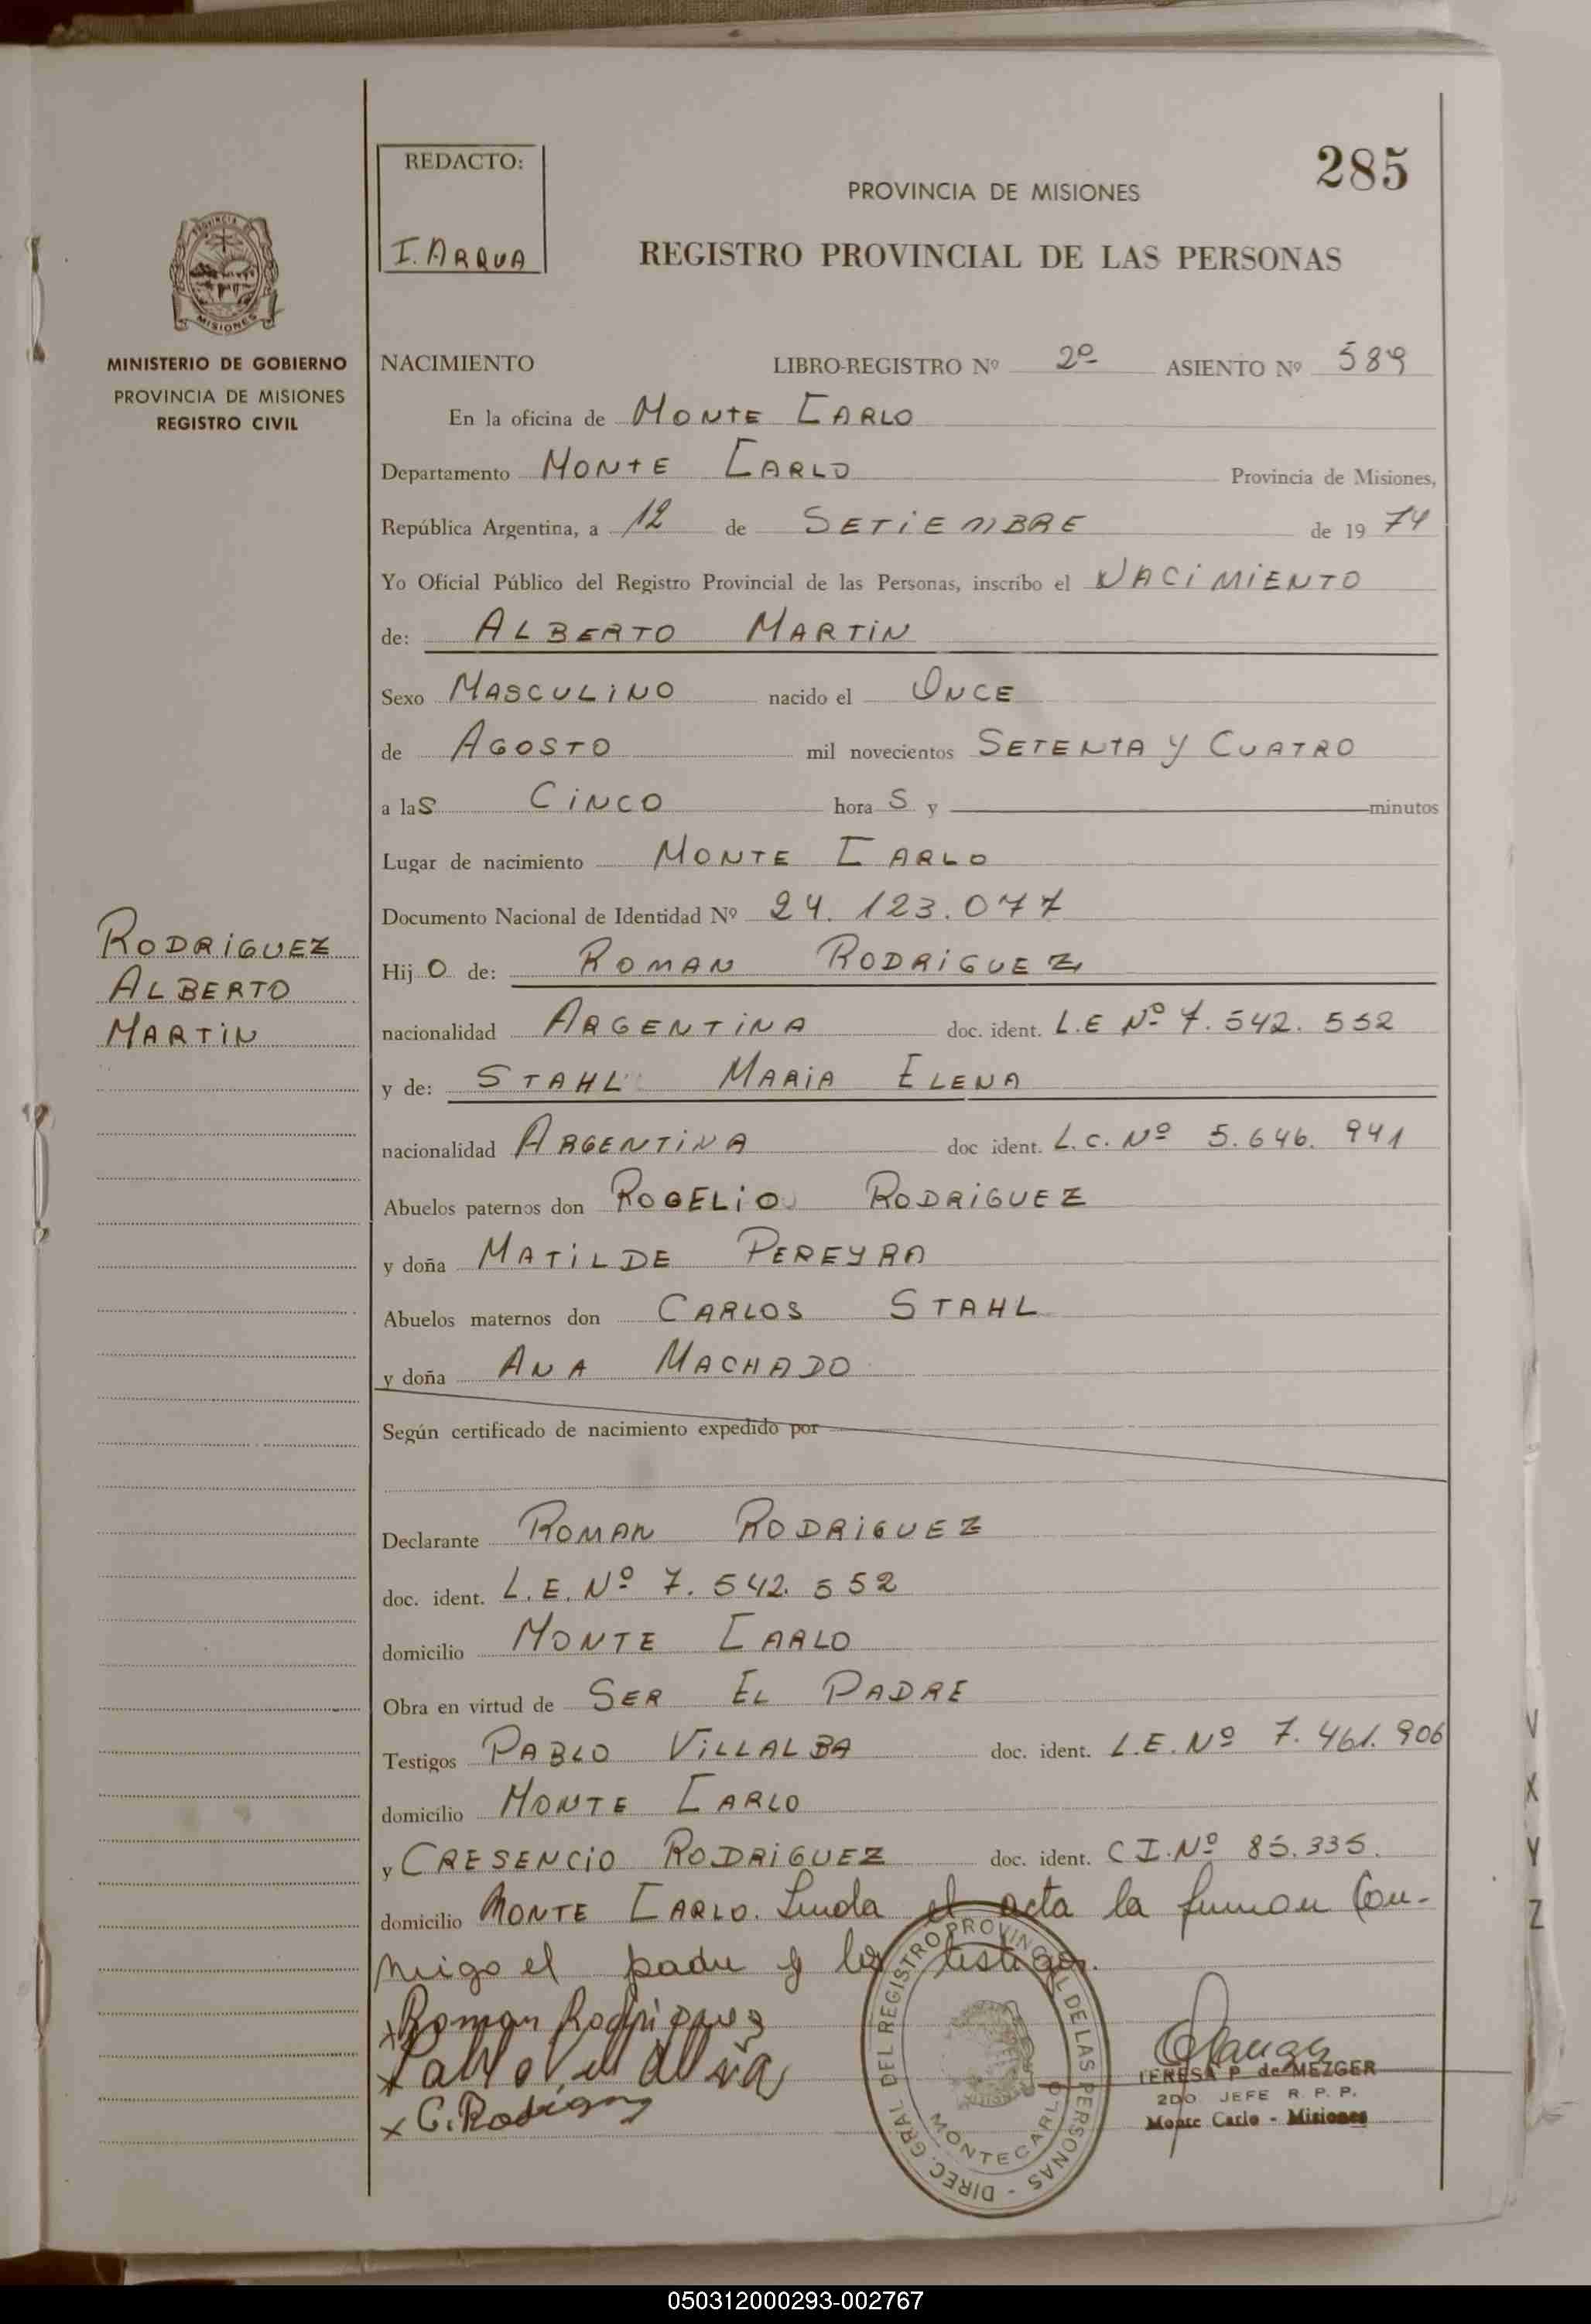 285
REDACTO:
I. ARQUA
PROVINCIA DE MISIONES
REGISTRO PROVINCIAL DE LAS PERSONAS
PROVINCIA
MISIONES
MINISTERIO DE GOBIERNO
PROVINCIA DE MISIONES
REGISTRO CIVIL
NACIMIENTO LIBRO-REGISTRO Nº 2º ASIENTO Nº 589
En la oficina de MONTE CARLO
Departamento MONTE CARLO Provincia de Misiones,
República Argentina, a 12 de SETIEMBRE de 19 74
Yo Oficial Público del Registro Provincial de las Personas, inscribo el NACIMIENTO
de: ALBERTO MARTIN
Sexo MASCULINO nacido el ONCE
de AGOSTO mil novecientos SETENTA Y CUATRO
a las CINCO horaS y minutos
Lugar de nacimiento MONTE CARLO
Documento Nacional de Identidad Nº 24.123.077
RODRIGUEZ
ALBERTO
MARTIN
HijO de: ROMAN RODRIGUEZ
nacionalidad ARGENTINA doc. ident. L.E Nº 7.542.552
y de: STAHL MARIA ELENA
nacionalidad ARGENTINA doc ident. L.C. Nº 5.646.941
Abuelos paternos don ROGELIO RODRIGUEZ
y doña MATILDE PEREYRA
Abuelos maternos don CARLOS STAHL
y doña ANA MACHADO
Según certificado de nacimiento expedido por
Declarante ROMAN RODRIGUEZ
doc. ident. L.E. Nº 7.542.552
domicilio MONTE CARLO
Obra en virtud de SER EL PADRE
Testigos PABLO VILLALBA doc. ident. L.E. Nº 7.461.906
domicilio MONTE CARLO
y CRESENCIO RODRIGUEZ doc. ident. C I. Nº 85.335.
domicilio MONTE CARLO. Leida el acta la firman Con-
migo el padre y los testigos.
x Roman Rodriguez
x Pablo Villalba
x C. Rodriguez
DIREC. GRAL DEL REGISTRO PROVINCIAL DE LAS PERSONAS -
MONTECARLO
TERESA P de MEZGER
2DO JEFE R. P. P.
Monte Carlo - Misiones
V
X
Y
Z
050312000293-002767